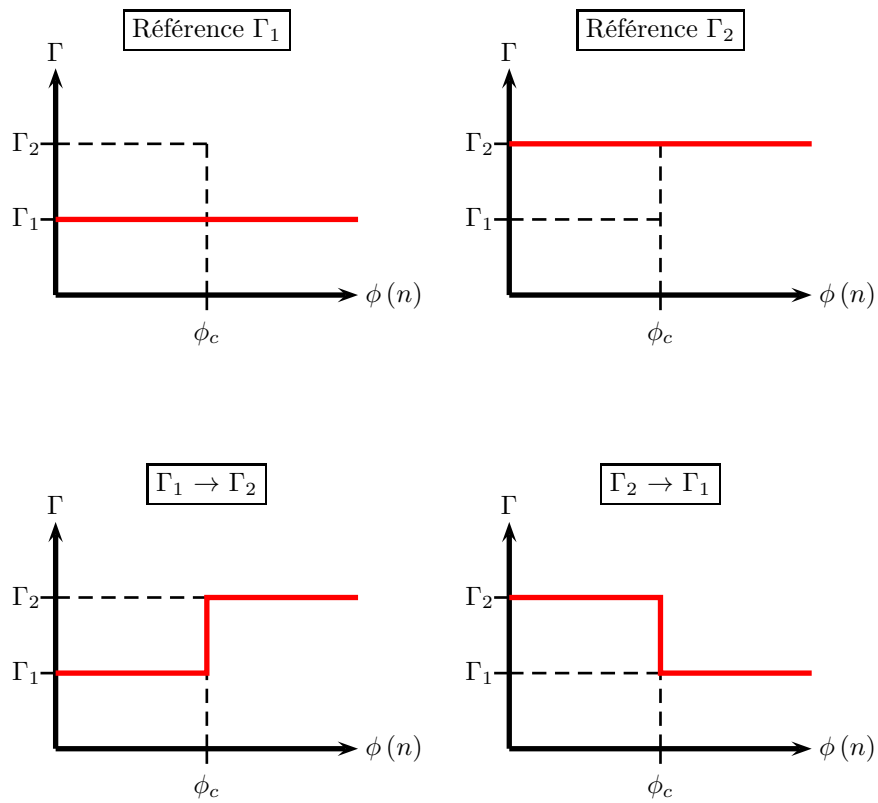 Référence Γ₁
Γ
Γ₂
Γ₁
ϕ (n)
ϕc
Référence Γ₂
Γ
Γ₂
Γ₁
ϕ (n)
ϕc
Γ₁ → Γ₂
Γ
Γ₂
Γ₁
ϕ (n)
ϕc
Γ₂ → Γ₁
Γ
Γ₂
Γ₁
ϕ (n)
ϕc